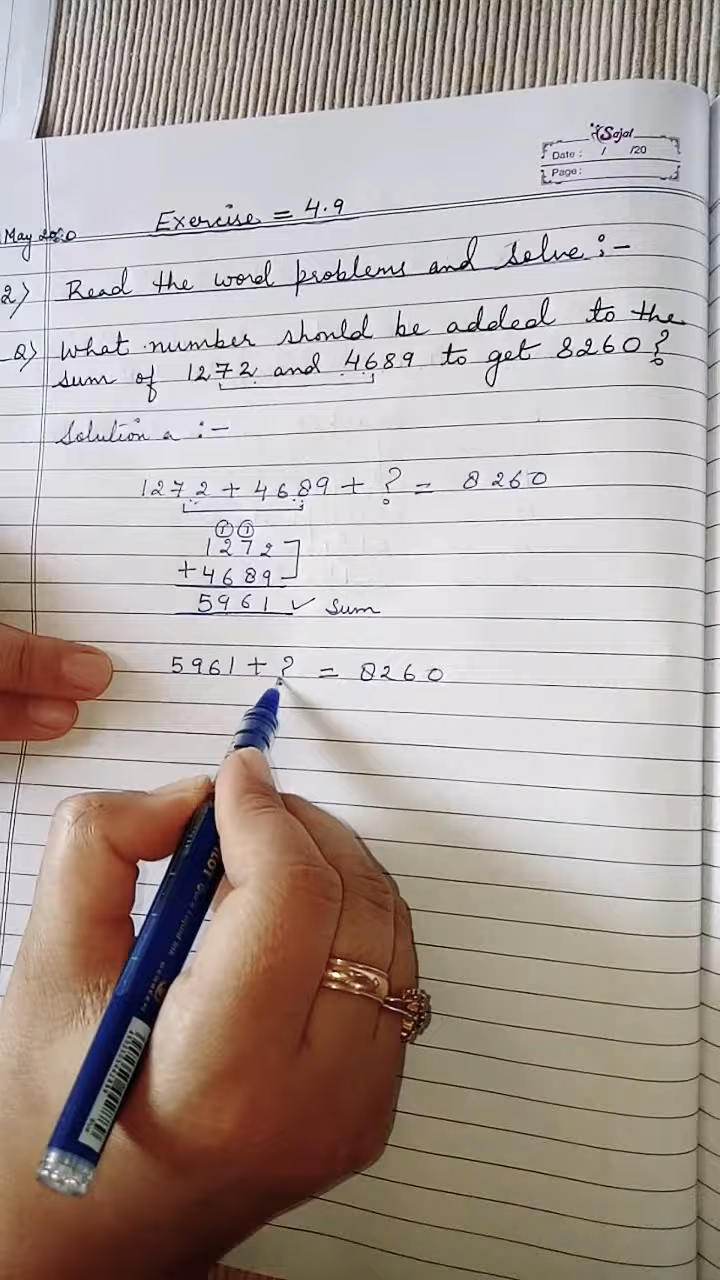 Sajal
Date : / /20
Page:
Exercise = 4.9
May 2020
2) Read the word problems and solve :-
a) What number should be added to the
sum of 1272 and 4689 to get 8260?
Solution a :-
1272 + 4689 + ? = 8260
1 1
1272
+4689
5961 ✓ Sum
5961 + ? = 8260
PILOT